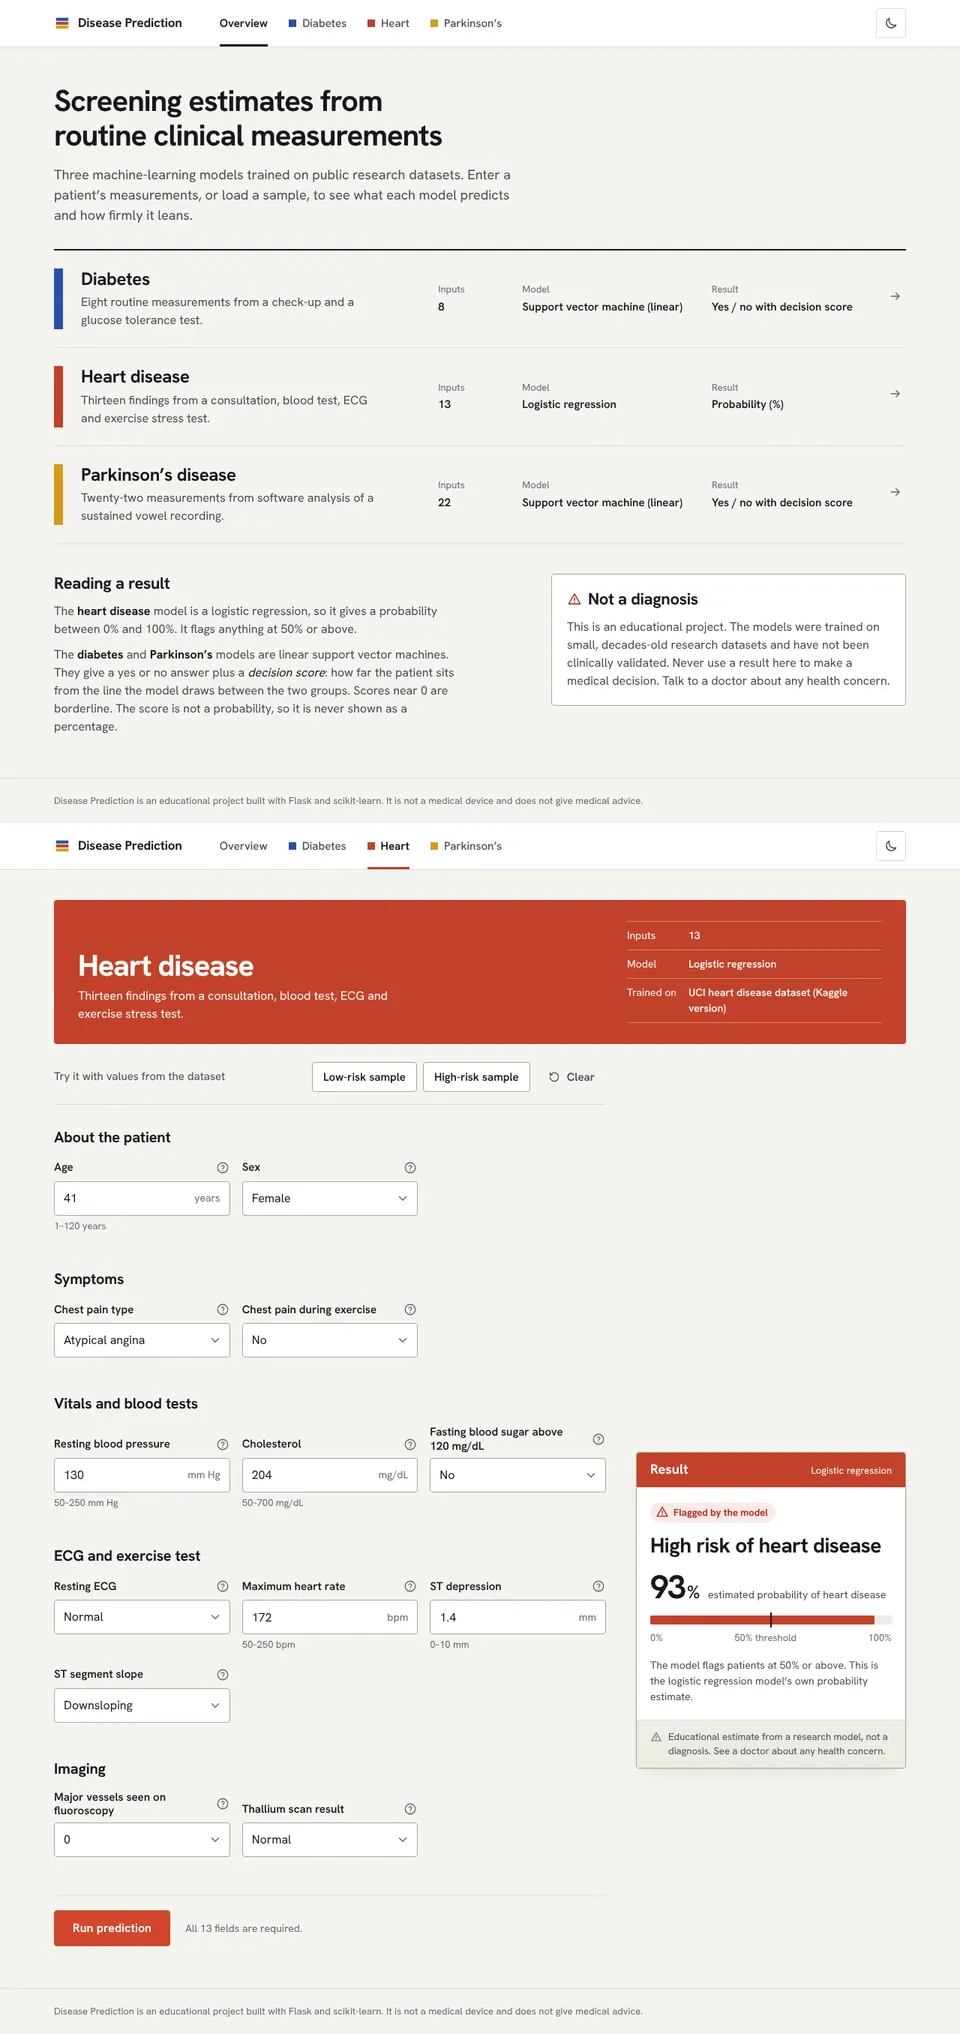 Disease Prediction
Overview
Diabetes
Heart
Parkinson's
Screening estimates from
routine clinical measurements
Three machine-learning models trained on public research datasets. Enter a
patient's measurements, or load a sample, to see what each model predicts
and how firmly it leans.
Diabetes
Eight routine measurements from a check-up and a
glucose tolerance test.
Inputs
8
Model
Support vector machine (linear)
Result
Yes / no with decision score
Heart disease
Thirteen findings from a consultation, blood test, ECG
and exercise stress test.
Inputs
13
Model
Logistic regression
Result
Probability (%)
Parkinson's disease
Twenty-two measurements from software analysis of a
sustained vowel recording.
Inputs
22
Model
Support vector machine (linear)
Result
Yes / no with decision score
Reading a result
The heart disease model is a logistic regression, so it gives a probability
between 0% and 100%. It flags anything at 50% or above.
The diabetes and Parkinson's models are linear support vector machines.
They give a yes or no answer plus a decision score: how far the patient sits
from the line the model draws between the two groups. Scores near 0 are
borderline. The score is not a probability, so it is never shown as a
percentage.
Not a diagnosis
This is an educational project. The models were trained on
small, decades-old research datasets and have not been
clinically validated. Never use a result here to make a
medical decision. Talk to a doctor about any health concern.
Disease Prediction is an educational project built with Flask and scikit-learn. It is not a medical device and does not give medical advice.
Disease Prediction
Overview
Diabetes
Heart
Parkinson's
Heart disease
Thirteen findings from a consultation, blood test, ECG and
exercise stress test.
Inputs 13
Model Logistic regression
Trained on UCI heart disease dataset (Kaggle
version)
Try it with values from the dataset
Low-risk sample
High-risk sample
Clear
About the patient
Age
41 years
1–120 years
Sex
Female
Symptoms
Chest pain type
Atypical angina
Chest pain during exercise
No
Vitals and blood tests
Resting blood pressure
130 mm Hg
50–250 mm Hg
Cholesterol
204 mg/dL
50–700 mg/dL
Fasting blood sugar above
120 mg/dL
No
ECG and exercise test
Resting ECG
Normal
Maximum heart rate
172 bpm
50–250 bpm
ST depression
1.4 mm
0–10 mm
ST segment slope
Downsloping
Imaging
Major vessels seen on
fluoroscopy
0
Thallium scan result
Normal
Run prediction
All 13 fields are required.
Result
Logistic regression
Flagged by the model
High risk of heart disease
93% estimated probability of heart disease
0%
50% threshold
100%
The model flags patients at 50% or above. This is
the logistic regression model's own probability
estimate.
Educational estimate from a research model, not a
diagnosis. See a doctor about any health concern.
Disease Prediction is an educational project built with Flask and scikit-learn. It is not a medical device and does not give medical advice.